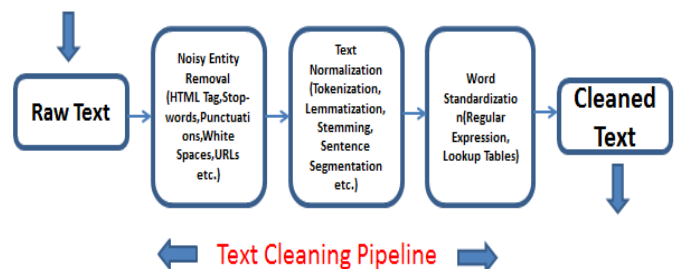 Raw Text
Noisy Entity
Removal
(HTML Tag,Stop-
words,Punctuati
ons,White
Spaces,URLs
etc.)
Text
Normalization
(Tokenization,
Lemmatization,
Stemming,
Sentence
Segmentation
etc.)
Word
Standardizatio
n(Regular
Expression,
Lookup Tables)
Cleaned
Text
Text Cleaning Pipeline